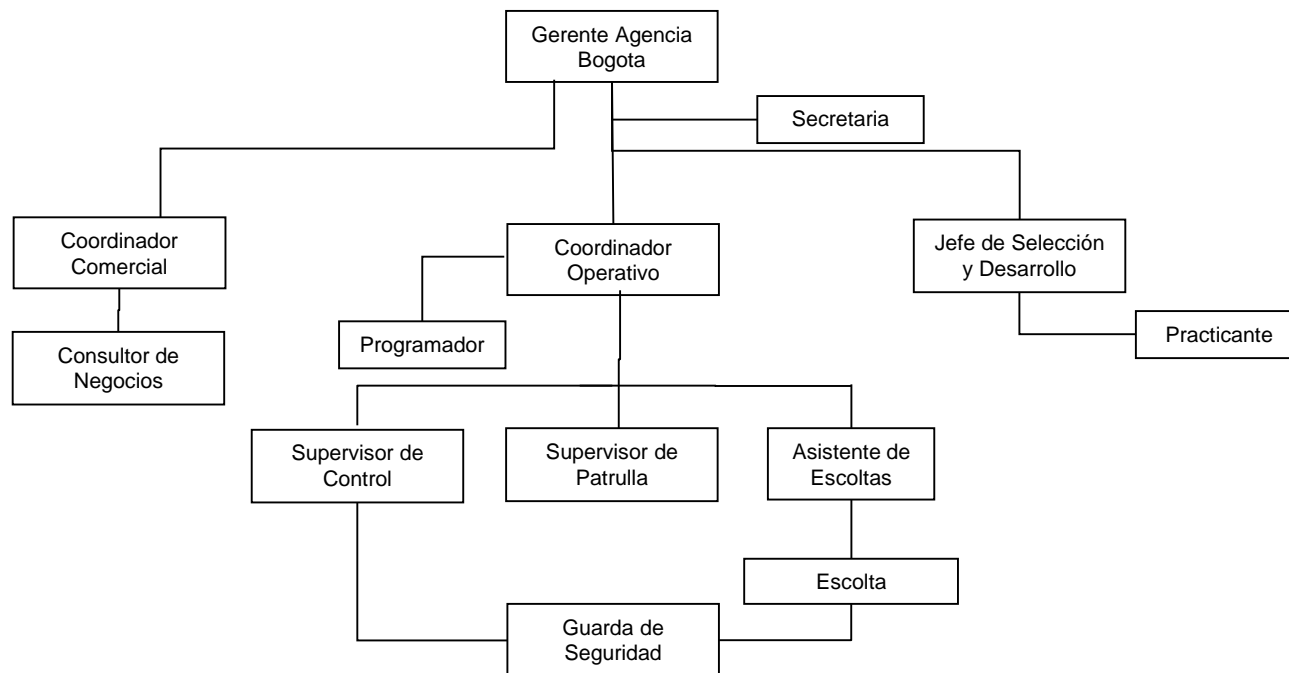 Gerente Agencia
Bogota
Secretaria
Coordinador
Comercial
Coordinador
Operativo
Jefe de Selección
y Desarrollo
Programador
Practicante
Consultor de
Negocios
Supervisor de
Control
Supervisor de
Patrulla
Asistente de
Escoltas
Escolta
Guarda de
Seguridad